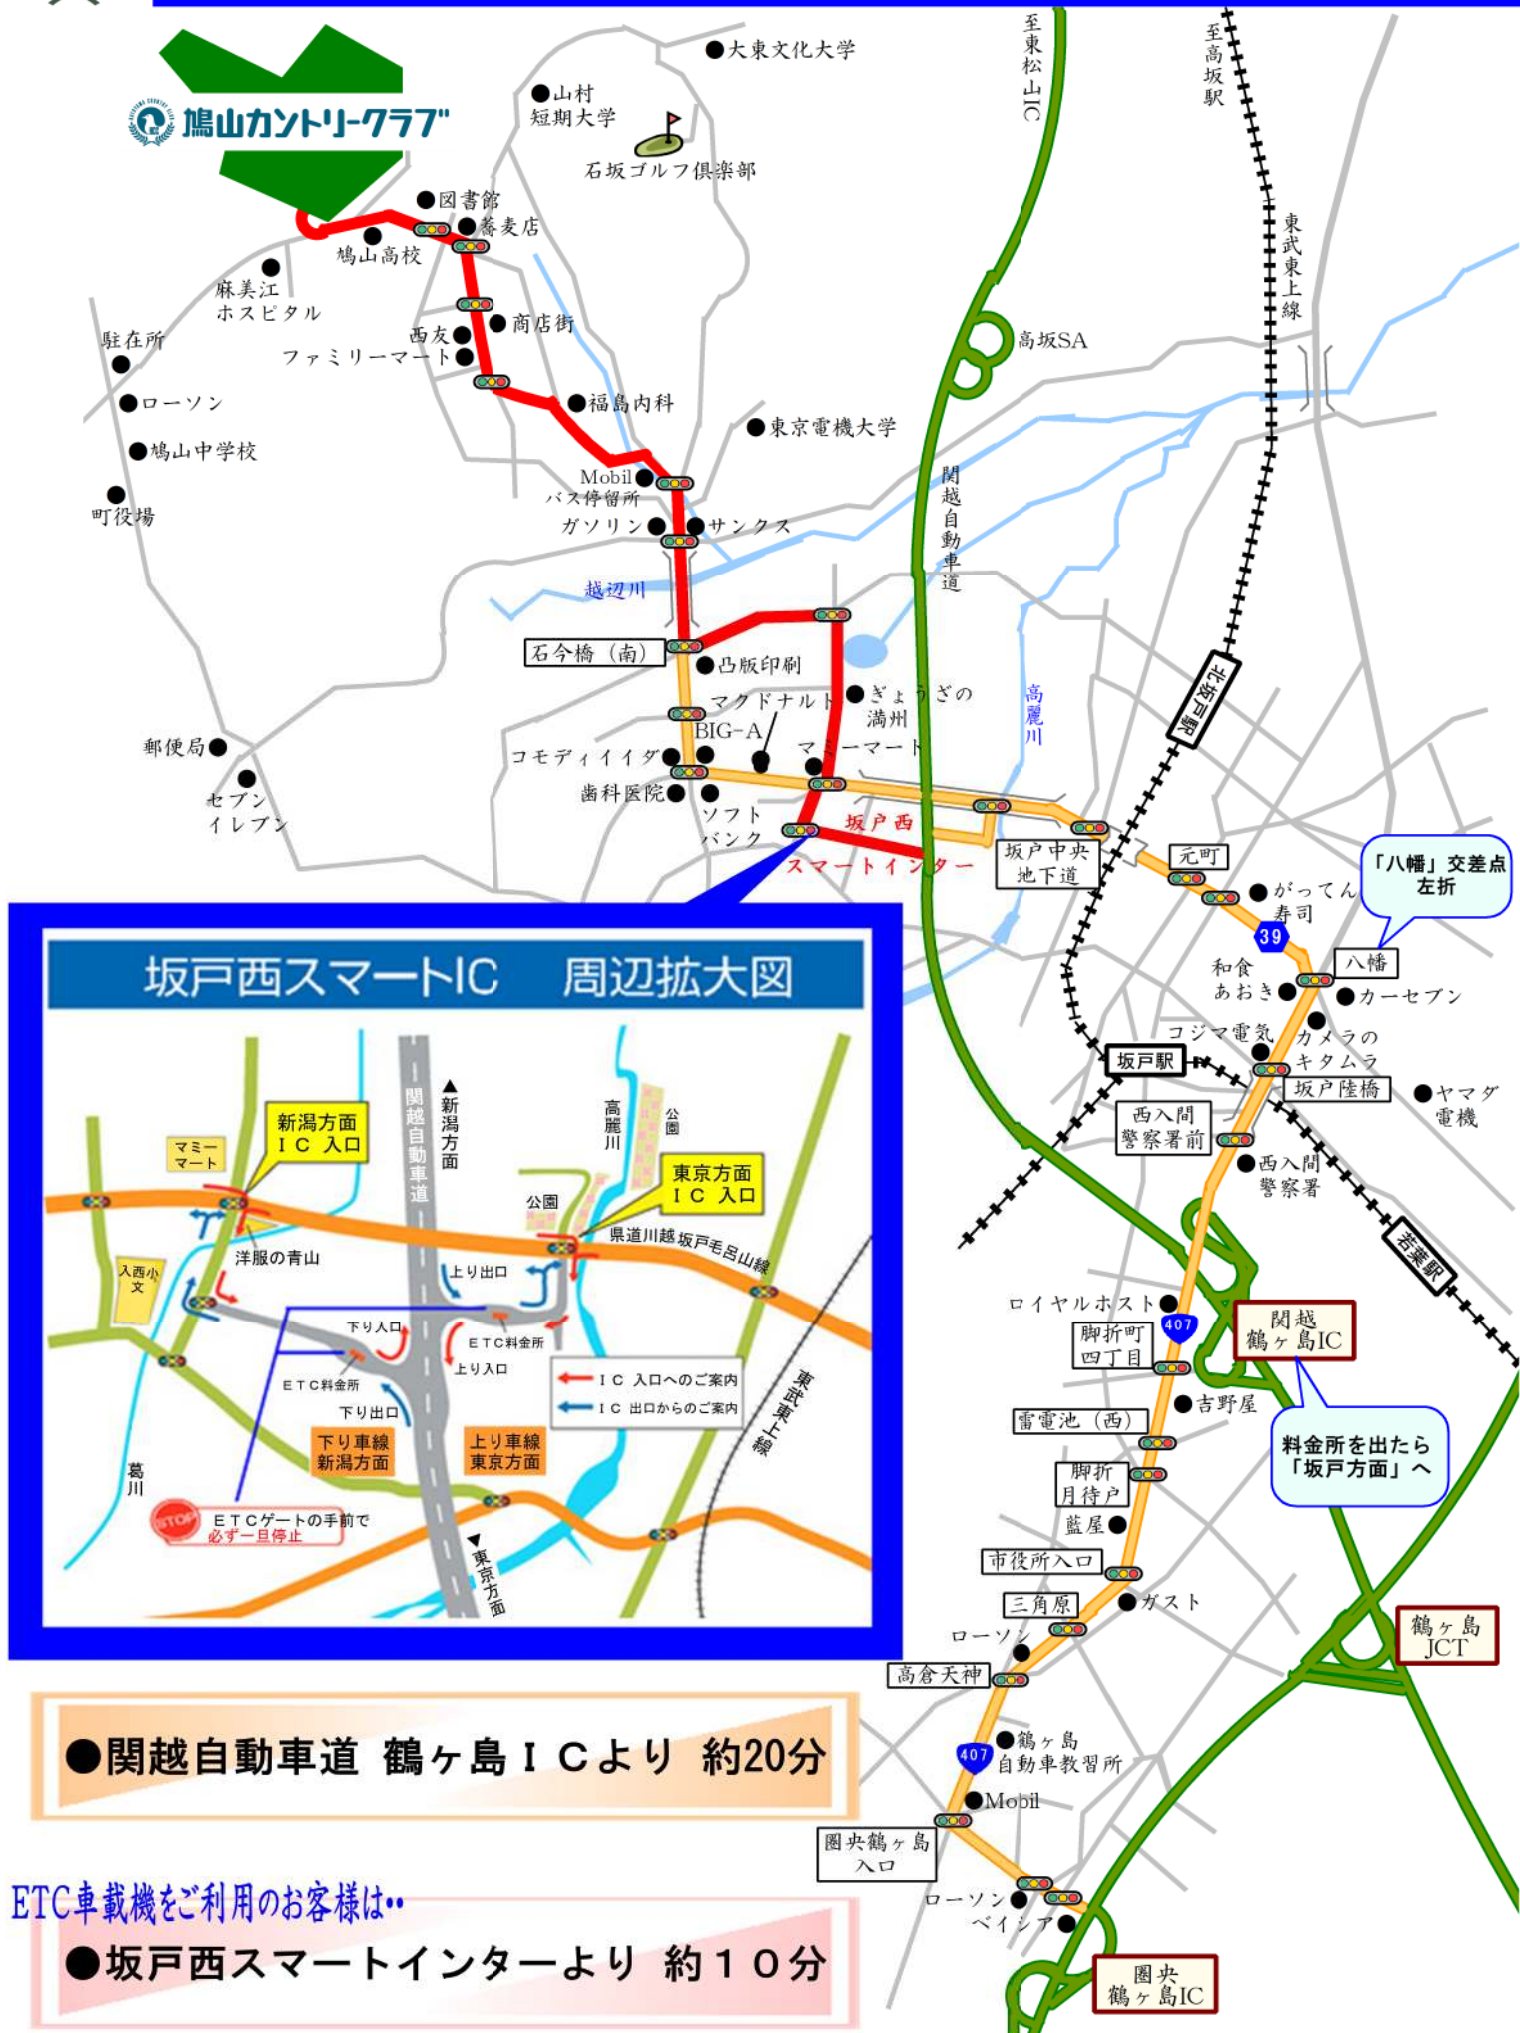 大東文化大学
山村
短期大学
石坂ゴルフ倶楽部
至東松山IC
至高坂駅
鳩山カントリークラブ
図書館
蕎麦店
鳩山高校
麻美江
ホスピタル
東武東上線
駐在所
西友
商店街
ファミリーマート
高坂SA
ローソン
福島内科
東京電機大学
鳩山中学校
Mobil
バス停留所
町役場
ガソリン
サンクス
関越自動車道
越辺川
石今橋（南）
凸版印刷
マクドナルド
ぎょうざの
満州
高麗川
北坂戸駅
BIG-A
郵便局
コモディイイダ
マミーマート
セブン
イレブン
歯科医院
ソフト
バンク
坂戸西
スマートインター
坂戸中央
地下道
元町
「八幡」交差点
左折
がってん
寿司
39
八幡
和食
あおき
カーセブン
コジマ電気
カメラの
キタムラ
坂戸駅
坂戸陸橋
ヤマダ
電機
西入間
警察署前
西入間
警察署
若葉駅
坂戸西スマートIC 周辺拡大図
関越自動車道
▲新潟方面
高麗川
公園
新潟方面
ＩＣ 入口
マミー
マート
東京方面
ＩＣ 入口
公園
県道川越坂戸毛呂山線
洋服の青山
入西小
文
上り出口
下り入口
ETC料金所
上り入口
ETC料金所
下り出口
ＩＣ 入口へのご案内
ＩＣ 出口からのご案内
東武東上線
下り車線
新潟方面
上り車線
東京方面
葛川
STOP
ETCゲートの手前で
必ず一旦停止
▼東京方面
ロイヤルホスト
407
関越
鶴ヶ島IC
脚折町
四丁目
吉野屋
雷電池（西）
料金所を出たら
「坂戸方面」へ
脚折
月待戸
藍屋
市役所入口
ガスト
三角原
ローソン
鶴ヶ島
JCT
高倉天神
鶴ヶ島
自動車教習所
407
Mobil
圏央鶴ヶ島
入口
ローソン
ベイシア
圏央
鶴ヶ島IC
●関越自動車道 鶴ヶ島ＩＣより 約20分
ETC車載機をご利用のお客様は・・
●坂戸西スマートインターより 約１０分